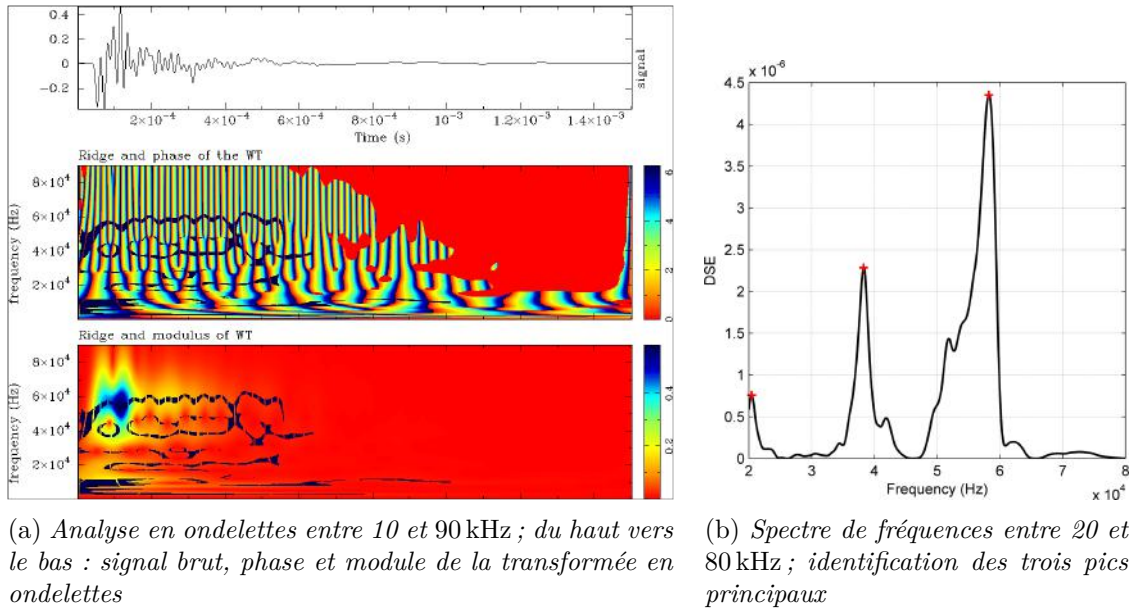 0.4
0.2
0
−0.2
signal
2×10⁻⁴ 4×10⁻⁴ 6×10⁻⁴ 8×10⁻⁴ 10⁻³ 1.2×10⁻³ 1.4×10⁻³
Time (s)
Ridge and phase of the WT
8×10⁴
6×10⁴
4×10⁴
2×10⁴
frequency (Hz)
6
4
2
0
Ridge and modulus of WT
8×10⁴
6×10⁴
4×10⁴
2×10⁴
frequency (Hz)
0.4
0.2
(a) Analyse en ondelettes entre 10 et 90 kHz ; du haut vers
le bas : signal brut, phase et module de la transformée en
ondelettes
x 10⁻⁶
4.5
4
3.5
3
2.5
2
1.5
1
0.5
0
DSE
2 3 4 5 6 7 8
Frequency (Hz)
x 10⁴
(b) Spectre de fréquences entre 20 et
80 kHz ; identification des trois pics
principaux